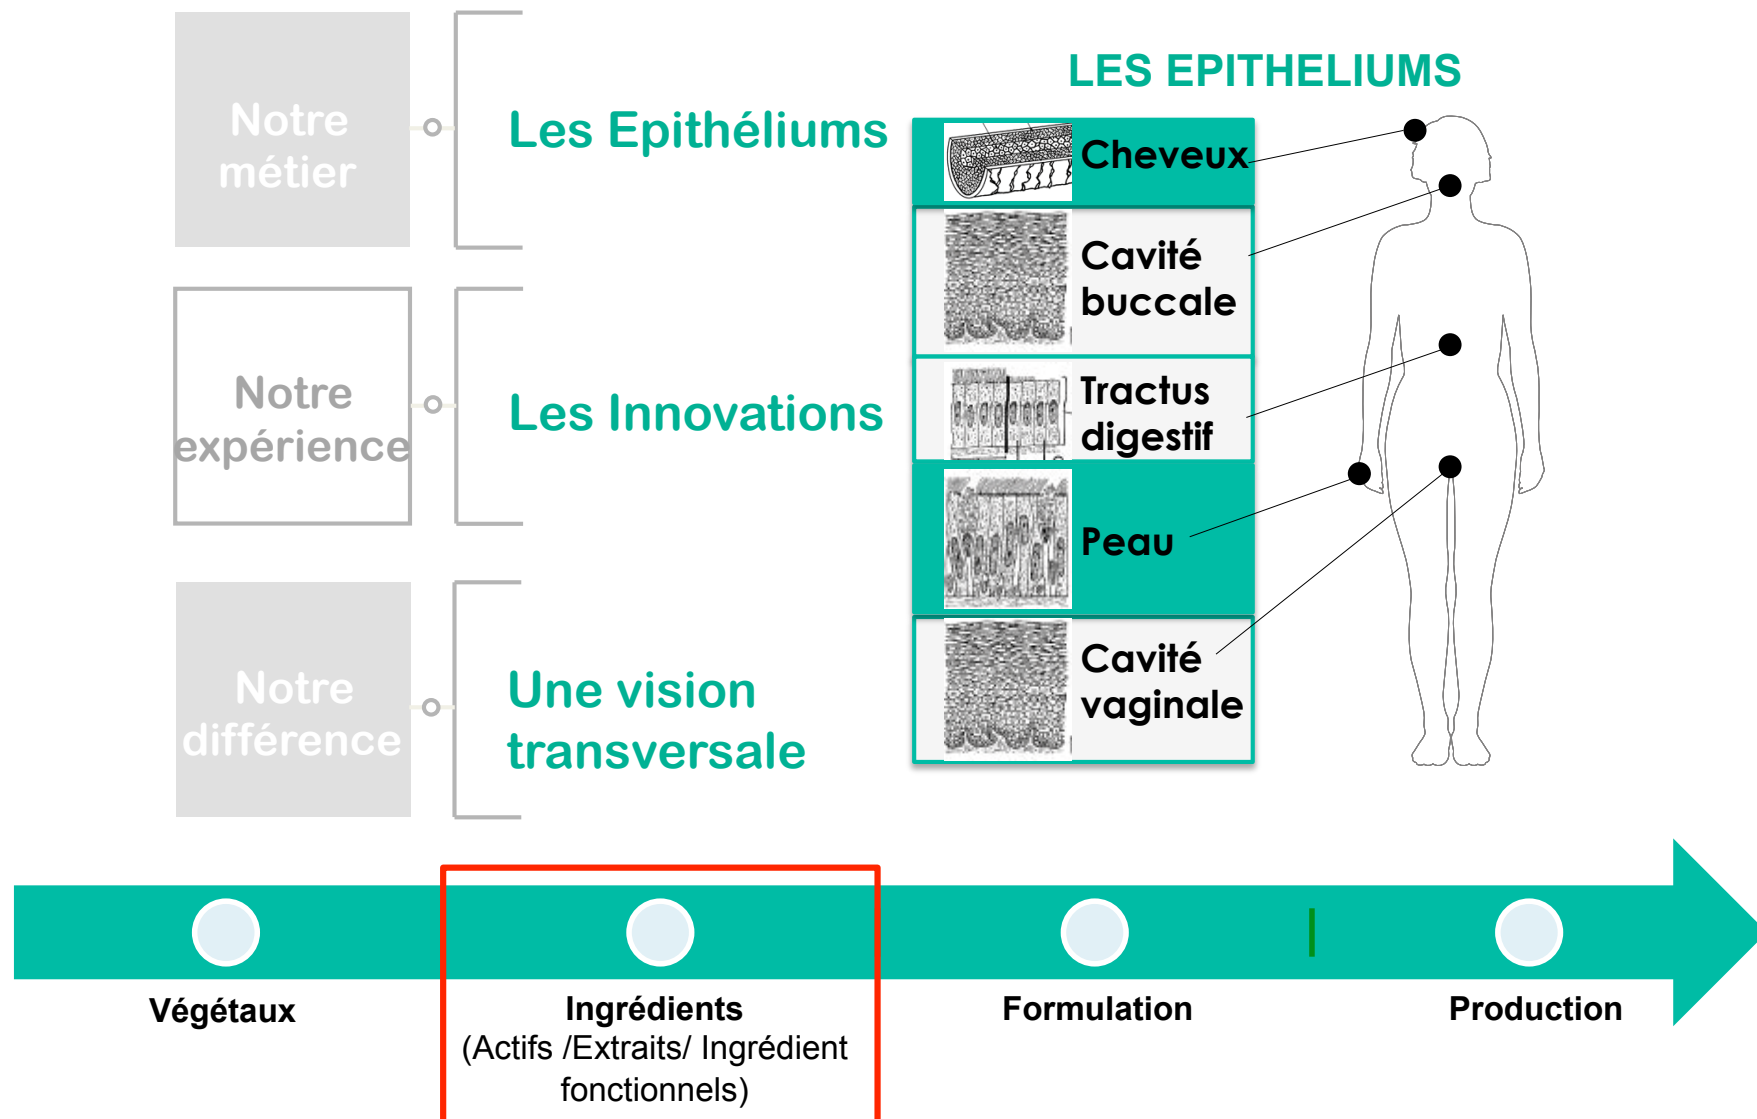 Notre
métier
Les Epithéliums
Notre
expérience
Les Innovations
Notre
différence
Une vision
transversale
LES EPITHELIUMS
Cheveux
Cavité
buccale
Tractus
digestif
Peau
Cavité
vaginale
Végétaux
Ingrédients
(Actifs /Extraits/ Ingrédient
fonctionnels)
Formulation
Production